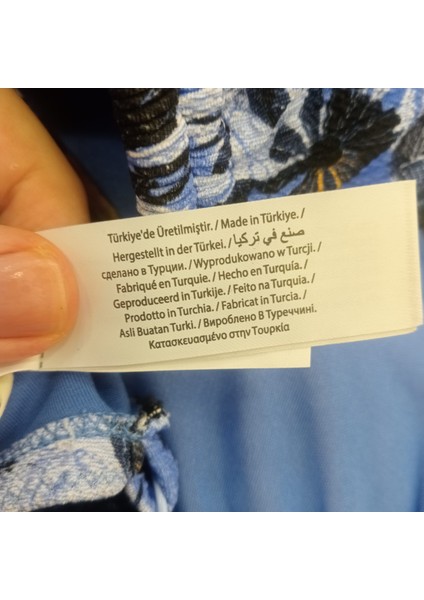 Türkiye'de Üretilmiştir. / Made in Türkiye. /
Hergestellt in der Türkei. / صنع في تركيا /
сделано в Турции. / Wyprodukowano w Turcji. /
Fabriqué en Turquie. / Hecho en Turquía. /
Geproduceerd in Turkije. / Feito na Turquia. /
Prodotto in Turchia. / Fabricat in Turcia. /
Asli Buatan Turki. / Вироблено В Туреччині.
Κατασκευασμένο στην Τουρκία